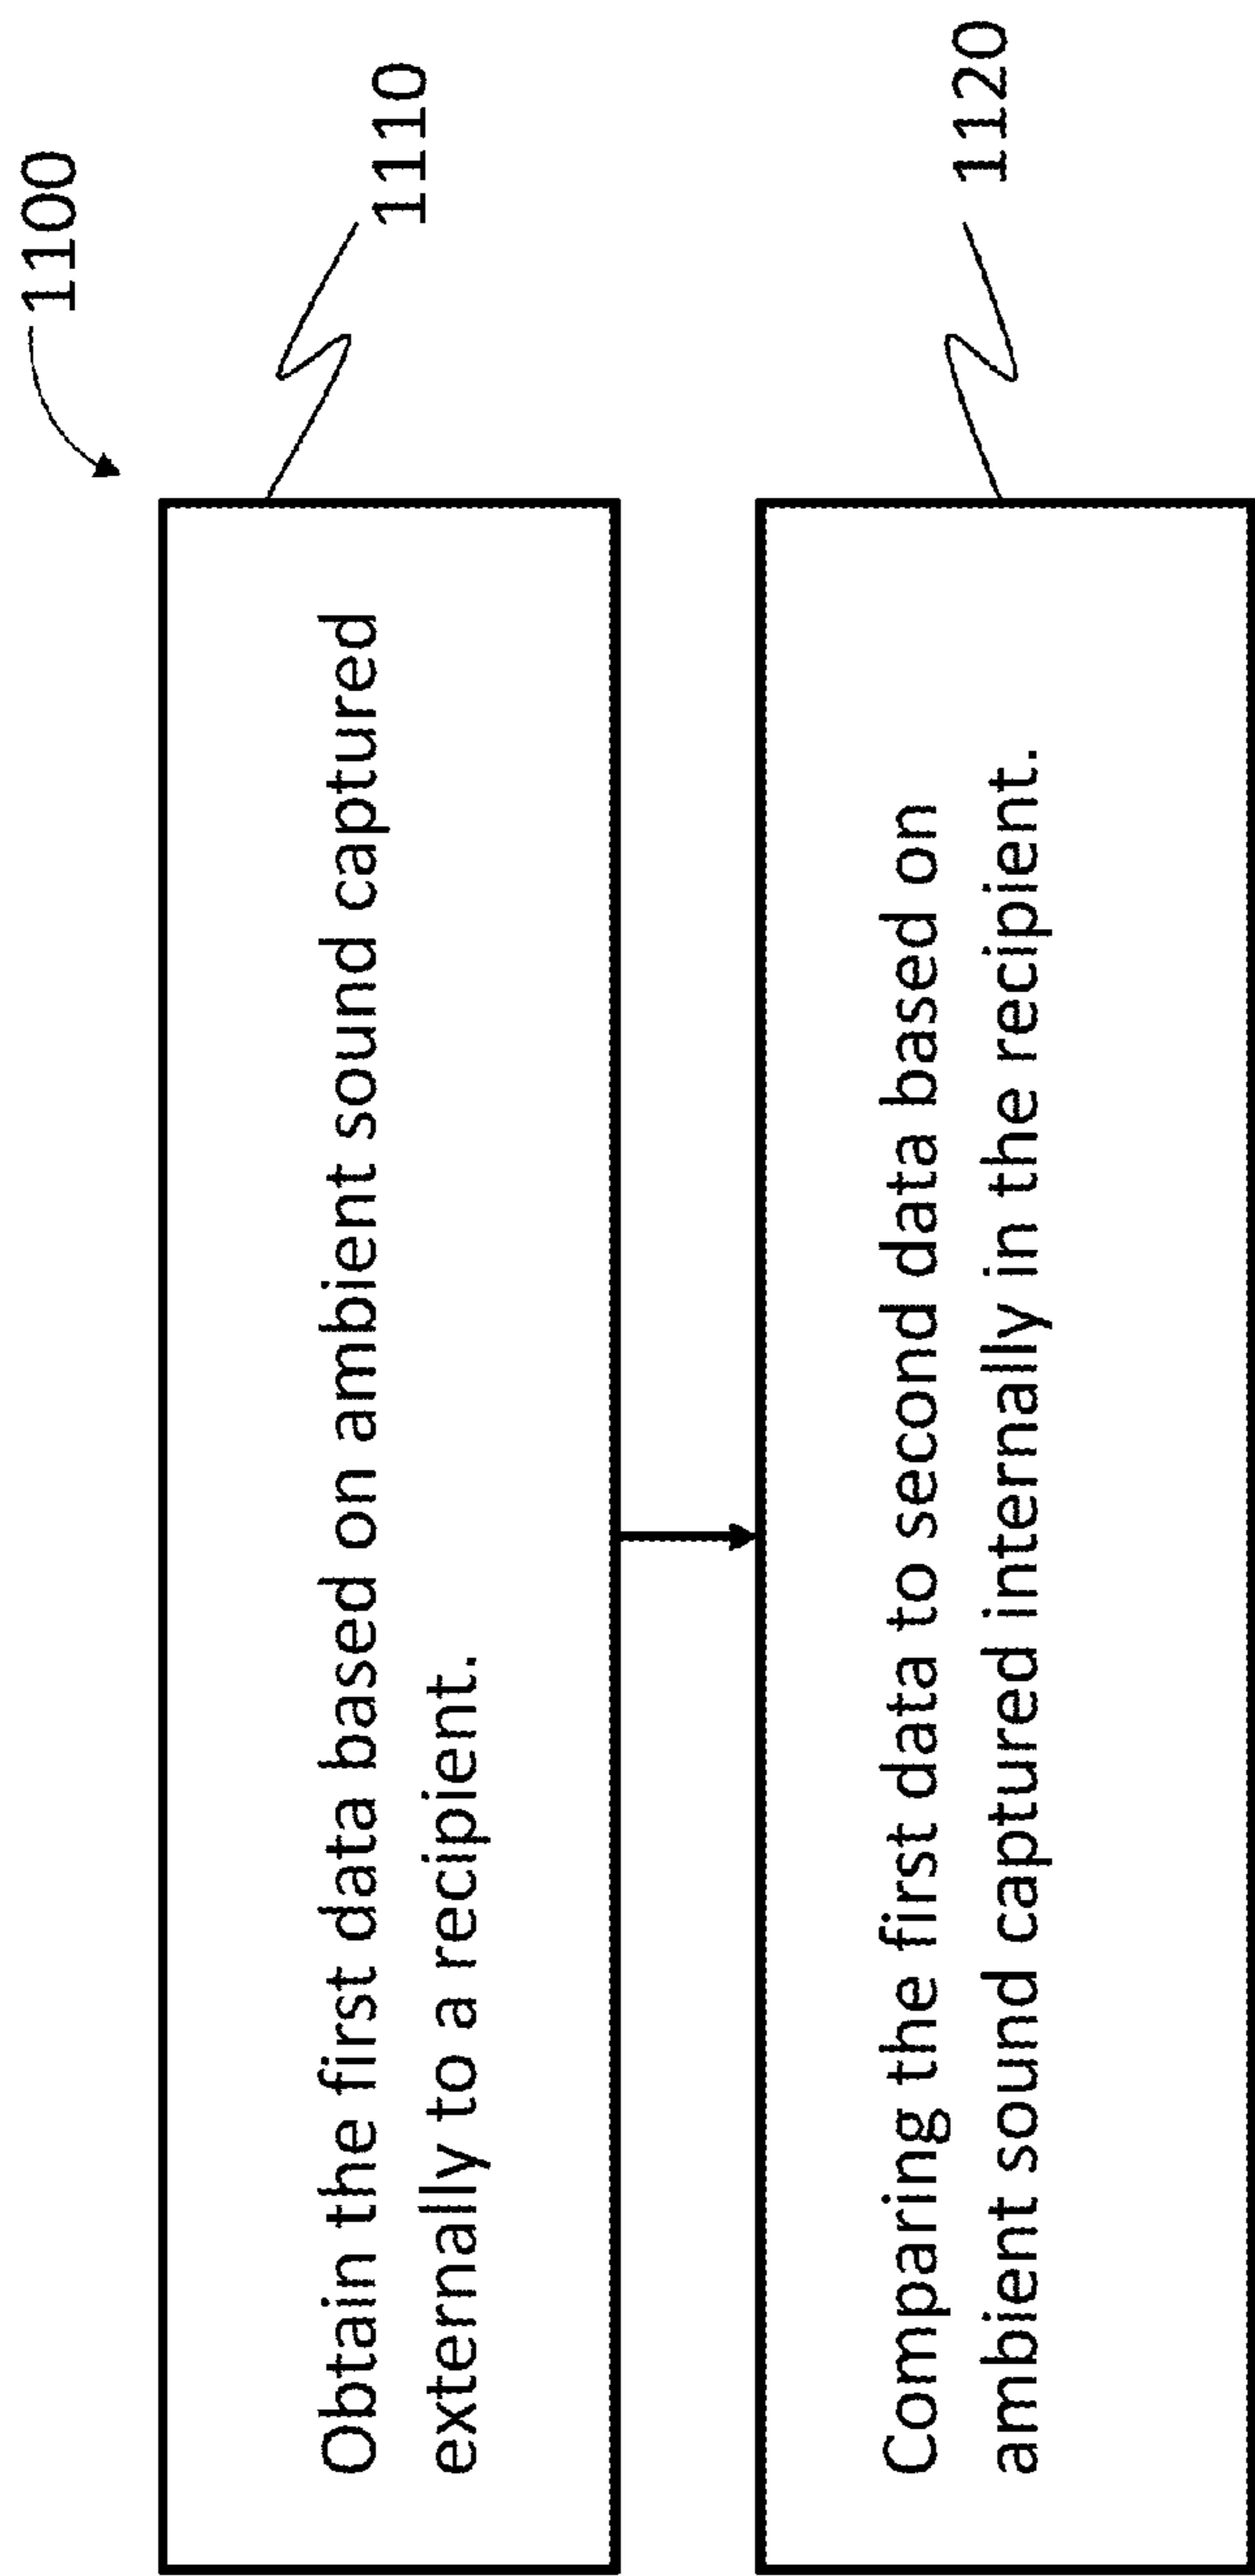 1100
Obtain the first data based on ambient sound captured
externally to a recipient.
1110
Comparing the first data to second data based on
ambient sound captured internally in the recipient.
1120